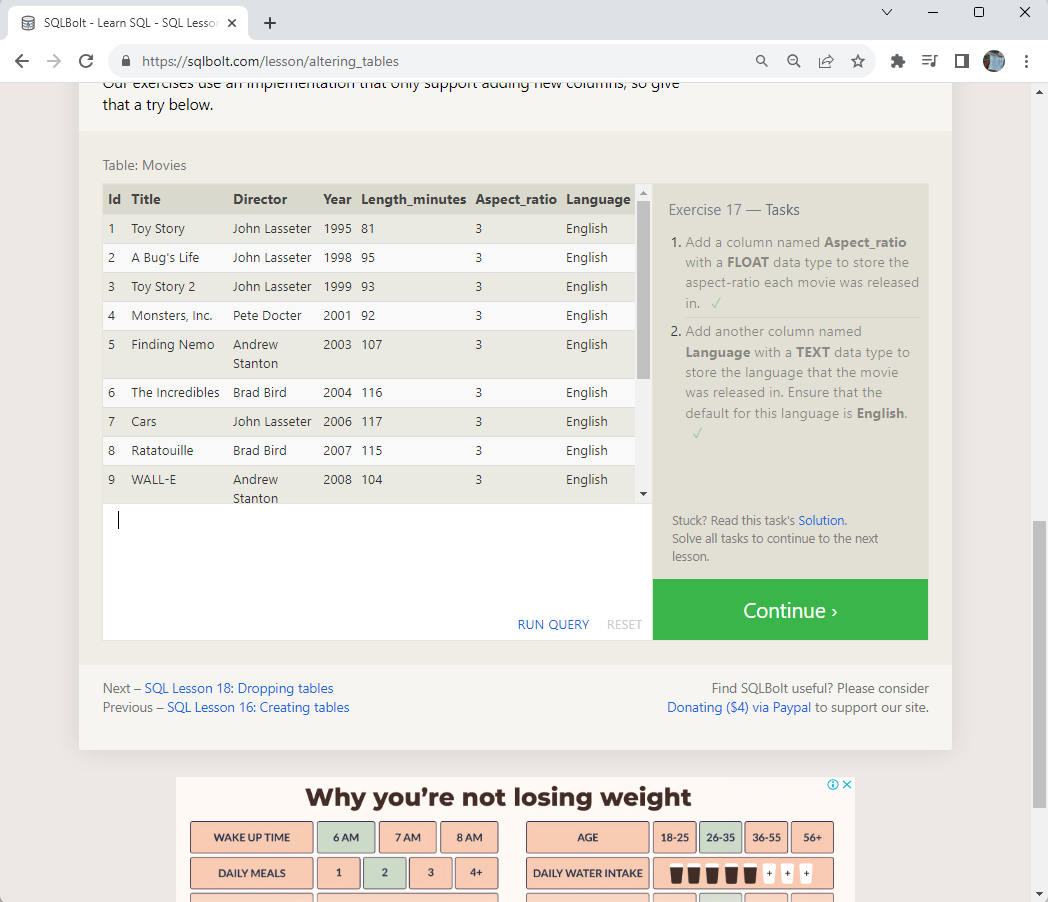 SQLBolt - Learn SQL - SQL Lesson
https://sqlbolt.com/lesson/altering_tables
Our exercises use an implementation that only support adding new columns, so give
that a try below.
Table: Movies
Id Title Director Year Length_minutes Aspect_ratio Language
1 Toy Story John Lasseter 1995 81 3 English
2 A Bug's Life John Lasseter 1998 95 3 English
3 Toy Story 2 John Lasseter 1999 93 3 English
4 Monsters, Inc. Pete Docter 2001 92 3 English
5 Finding Nemo Andrew Stanton 2003 107 3 English
6 The Incredibles Brad Bird 2004 116 3 English
7 Cars John Lasseter 2006 117 3 English
8 Ratatouille Brad Bird 2007 115 3 English
9 WALL-E Andrew Stanton 2008 104 3 English
RUN QUERY RESET
Exercise 17 — Tasks
1. Add a column named Aspect_ratio
with a FLOAT data type to store the
aspect-ratio each movie was released
in. ✓
2. Add another column named
Language with a TEXT data type to
store the language that the movie
was released in. Ensure that the
default for this language is English.
✓
Stuck? Read this task's Solution.
Solve all tasks to continue to the next
lesson.
Continue ›
Next – SQL Lesson 18: Dropping tables
Previous – SQL Lesson 16: Creating tables
Find SQLBolt useful? Please consider
Donating ($4) via Paypal to support our site.
Why you're not losing weight
WAKE UP TIME 6 AM 7 AM 8 AM
AGE 18-25 26-35 36-55 56+
DAILY MEALS 1 2 3 4+
DAILY WATER INTAKE + + +